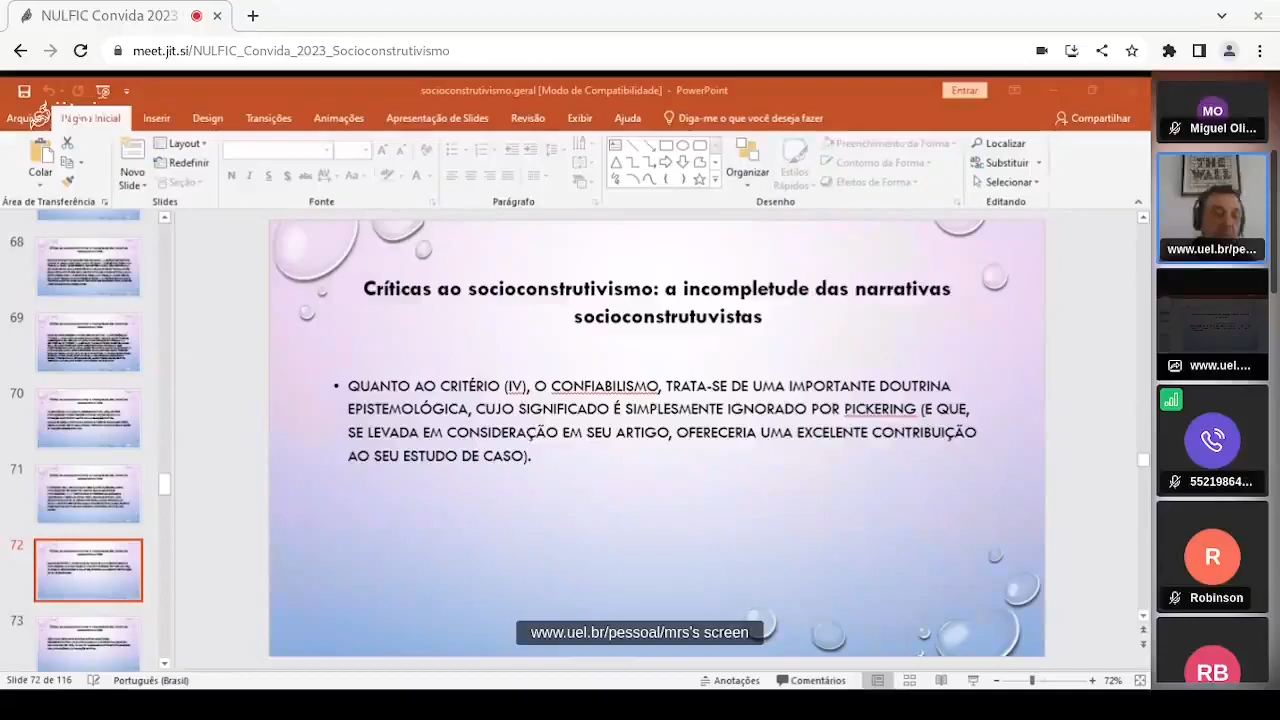 NULFIC Convida 2023
meet.jit.si/NULFIC_Convida_2023_Socioconstrutivismo
socioconstrutivismo.geral [Modo de Compatibilidade] - PowerPoint
Entrar
Página Inicial Inserir Design Transições Animações Apresentação de Slides Revisão Exibir Ajuda Diga-me o que você deseja fazer
Compartilhar
Colar
Novo
Slide
Layout
Redefinir
Seção
Organizar
Estilos
Rápidos
Preenchimento da Forma
Contorno da Forma
Efeitos de Forma
Localizar
Substituir
Selecionar
Área de Transferência Slides Fonte Parágrafo Desenho Editando
68
69
70
71
72
73
Críticas ao socioconstrutivismo: a incompletude das narrativas
socioconstrutuvistas
• QUANTO AO CRITÉRIO (IV), O CONFIABILISMO, TRATA-SE DE UMA IMPORTANTE DOUTRINA
EPISTEMOLÓGICA, CUJO SIGNIFICADO É SIMPLESMENTE IGNORADO POR PICKERING (E QUE,
SE LEVADA EM CONSIDERAÇÃO EM SEU ARTIGO, OFERECERIA UMA EXCELENTE CONTRIBUIÇÃO
AO SEU ESTUDO DE CASO).
www.uel.br/pessoal/mrs's screen
Slide 72 de 116 Português (Brasil) Anotações Comentários 72%
MO
Miguel Oli...
www.uel.br/pe...
www.uel....
55219864...
R
Robinson
RB